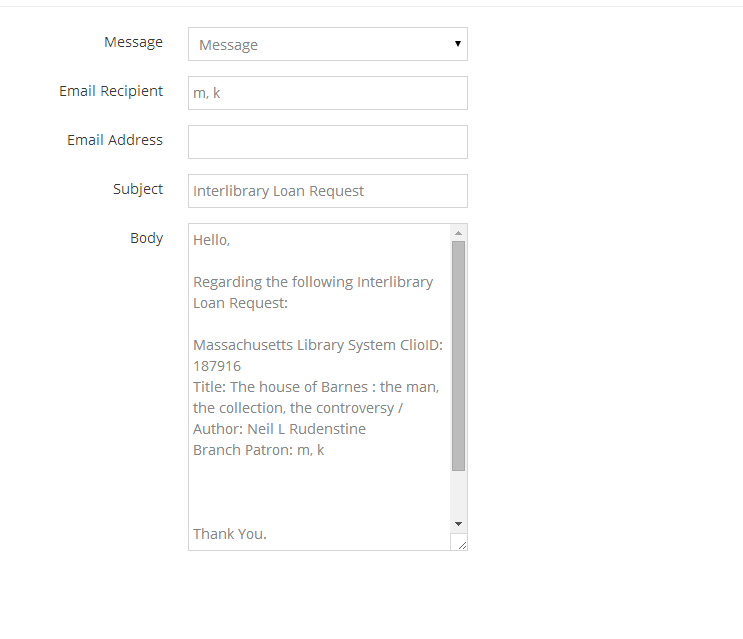 Message
Message
Email Recipient
m, k
Email Address
Subject
Interlibrary Loan Request
Body
Hello,
Regarding the following Interlibrary
Loan Request:
Massachusetts Library System ClioID:
187916
Title: The house of Barnes : the man,
the collection, the controversy /
Author: Neil L Rudenstine
Branch Patron: m, k
Thank You.